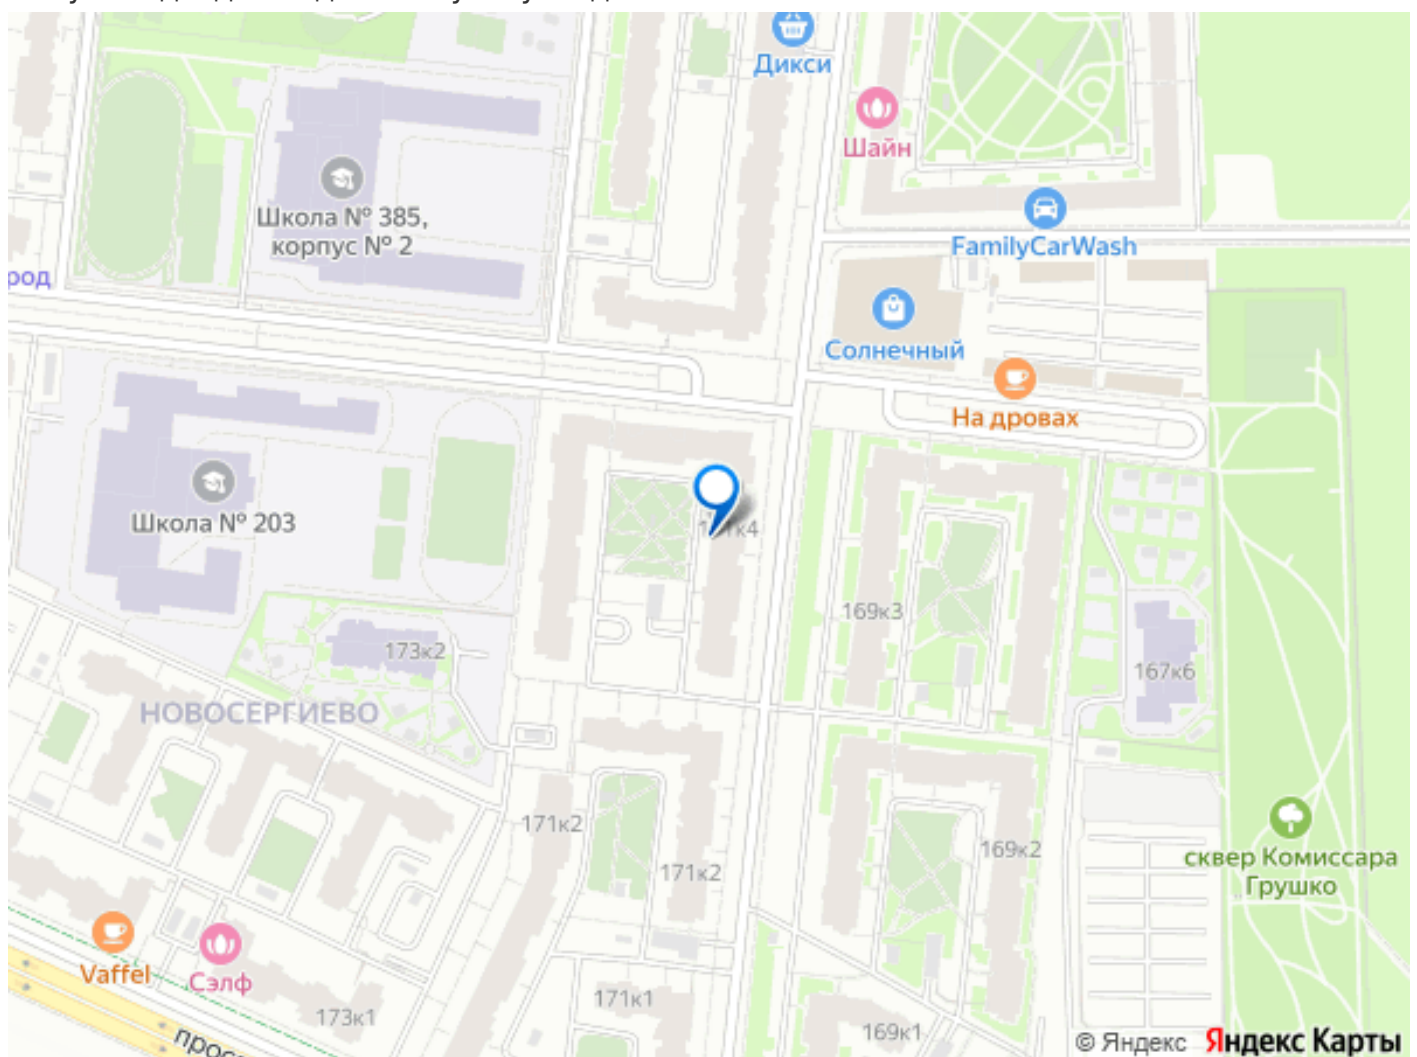 Дикси
Шайн
Школа № 385,
корпус № 2
FamilyCarWash
род
Солнечный
На дровах
Школа № 203
169к3
173к2
167к6
НОВОСЕРГИЕВО
171к2
169к2
171к2
сквер Комиссара
Грушко
Vaffel
Сэлф
171к1
173к1
169к1
прос
© Яндекс Яндекс Карты